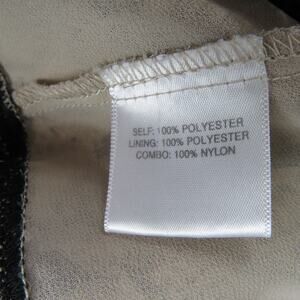 SELF: 100% POLYESTER
LINING: 100% POLYESTER
COMBO: 100% NYLON